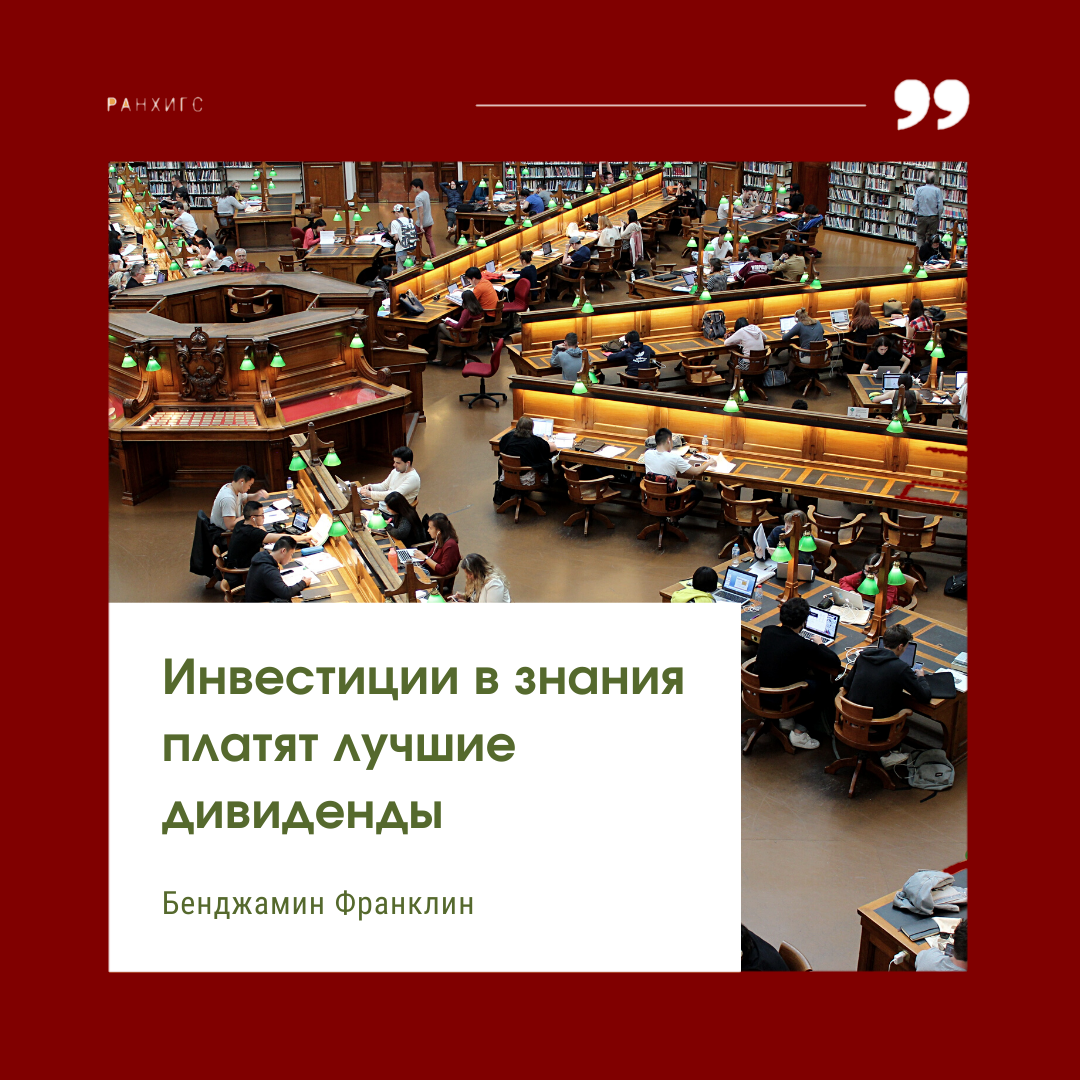 РАНХИГС
”
Инвестиции в знания
платят лучшие
дивиденды
Бенджамин Франклин